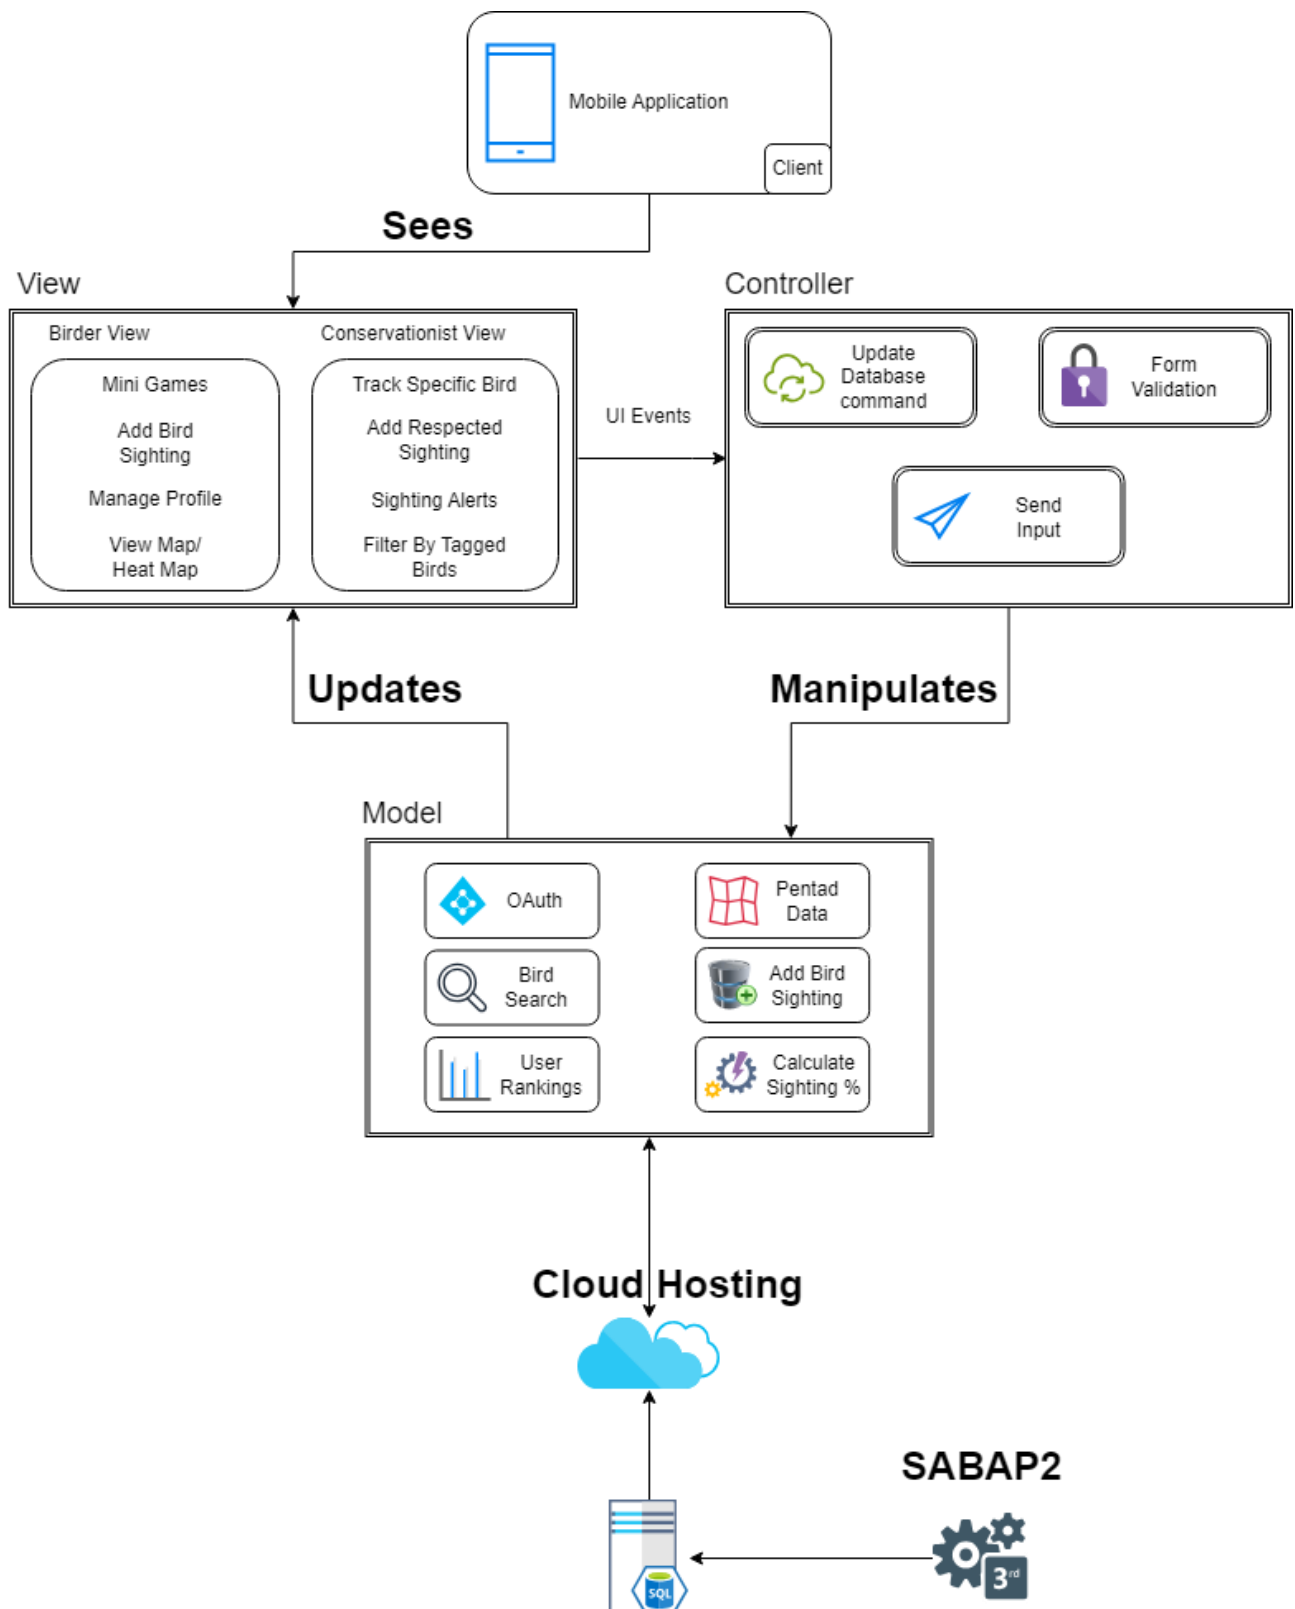 Mobile Application
Client
Sees
View
Controller
Birder View
Conservationist View
Mini Games
Add Bird
Sighting
Manage Profile
View Map/
Heat Map
Track Specific Bird
Add Respected
Sighting
Sighting Alerts
Filter By Tagged
Birds
UI Events
Update
Database
command
Form
Validation
Send
Input
Updates
Manipulates
Model
OAuth
Pentad
Data
Bird
Search
Add Bird
Sighting
User
Rankings
Calculate
Sighting %
Cloud Hosting
SABAP2
SQL
3rd